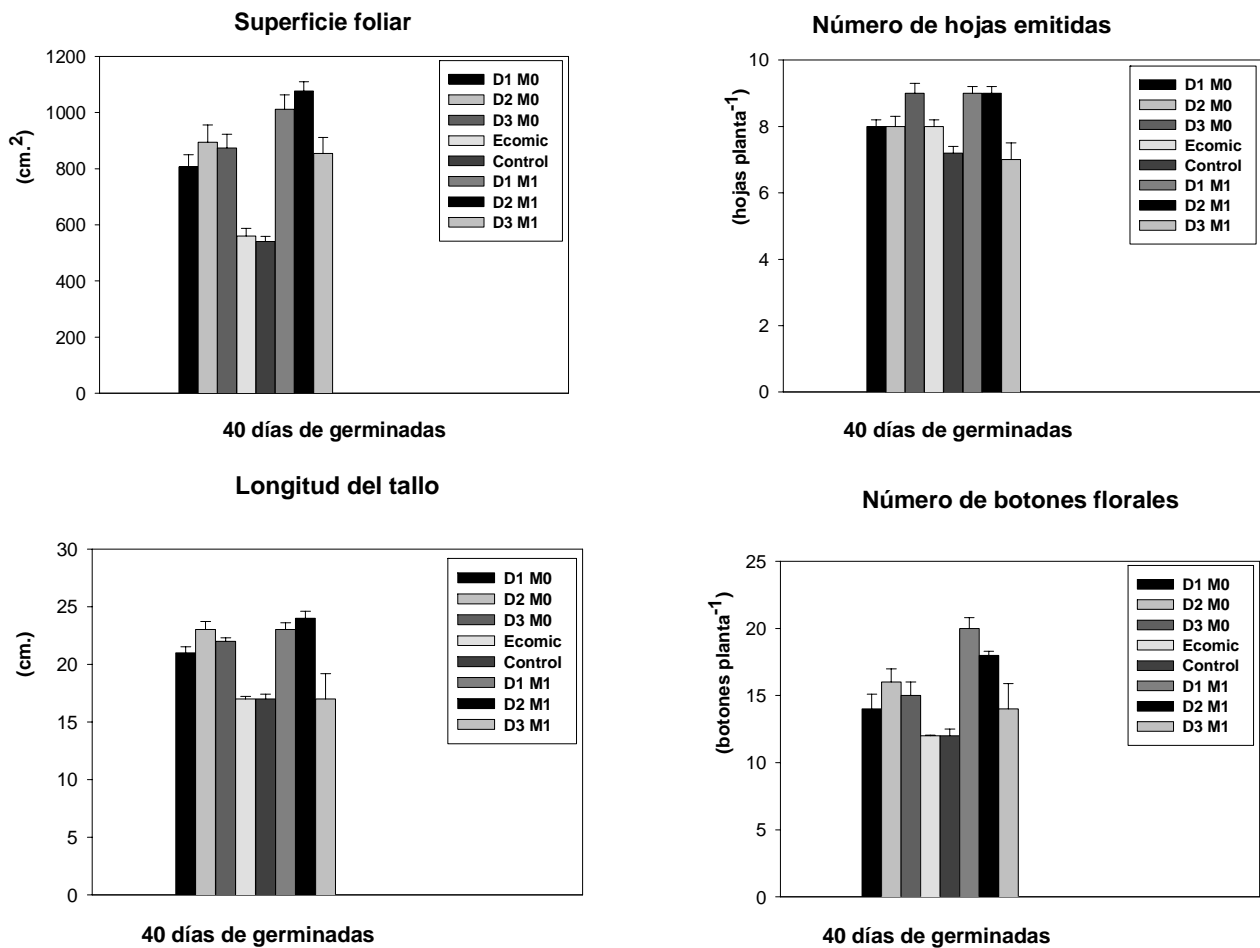 Superficie foliar
1200
1000
800
600
400
200
0
(cm.²)
D1 M0
D2 M0
D3 M0
Ecomic
Control
D1 M1
D2 M1
D3 M1
40 días de germinadas
Número de hojas emitidas
10
8
6
4
2
0
(hojas planta⁻¹)
D1 M0
D2 M0
D3 M0
Ecomic
Control
D1 M1
D2 M1
D3 M1
40 días de germinadas
Longitud del tallo
30
25
20
15
10
5
0
(cm.)
D1 M0
D2 M0
D3 M0
Ecomic
Control
D1 M1
D2 M1
D3 M1
40 días de germinadas
Número de botones florales
25
20
15
10
5
0
(botones planta⁻¹)
D1 M0
D2 M0
D3 M0
Ecomic
Control
D1 M1
D2 M1
D3 M1
40 días de germinadas